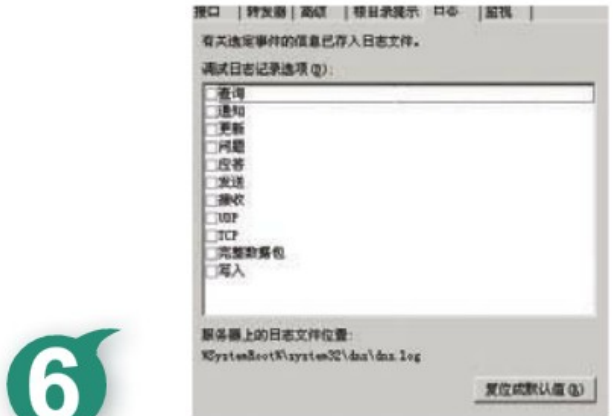 接口 转发器 高级 根目录提示 日志 监视
有关选定事件的信息已存入日志文件。
调试日志记录选项(D):
查询
通知
更新
问题
应答
发送
接收
UDP
TCP
完整数据包
写入
服务器上的日志文件位置:
%SystemRoot%\system32\dns\dns.log
复位成默认值
6